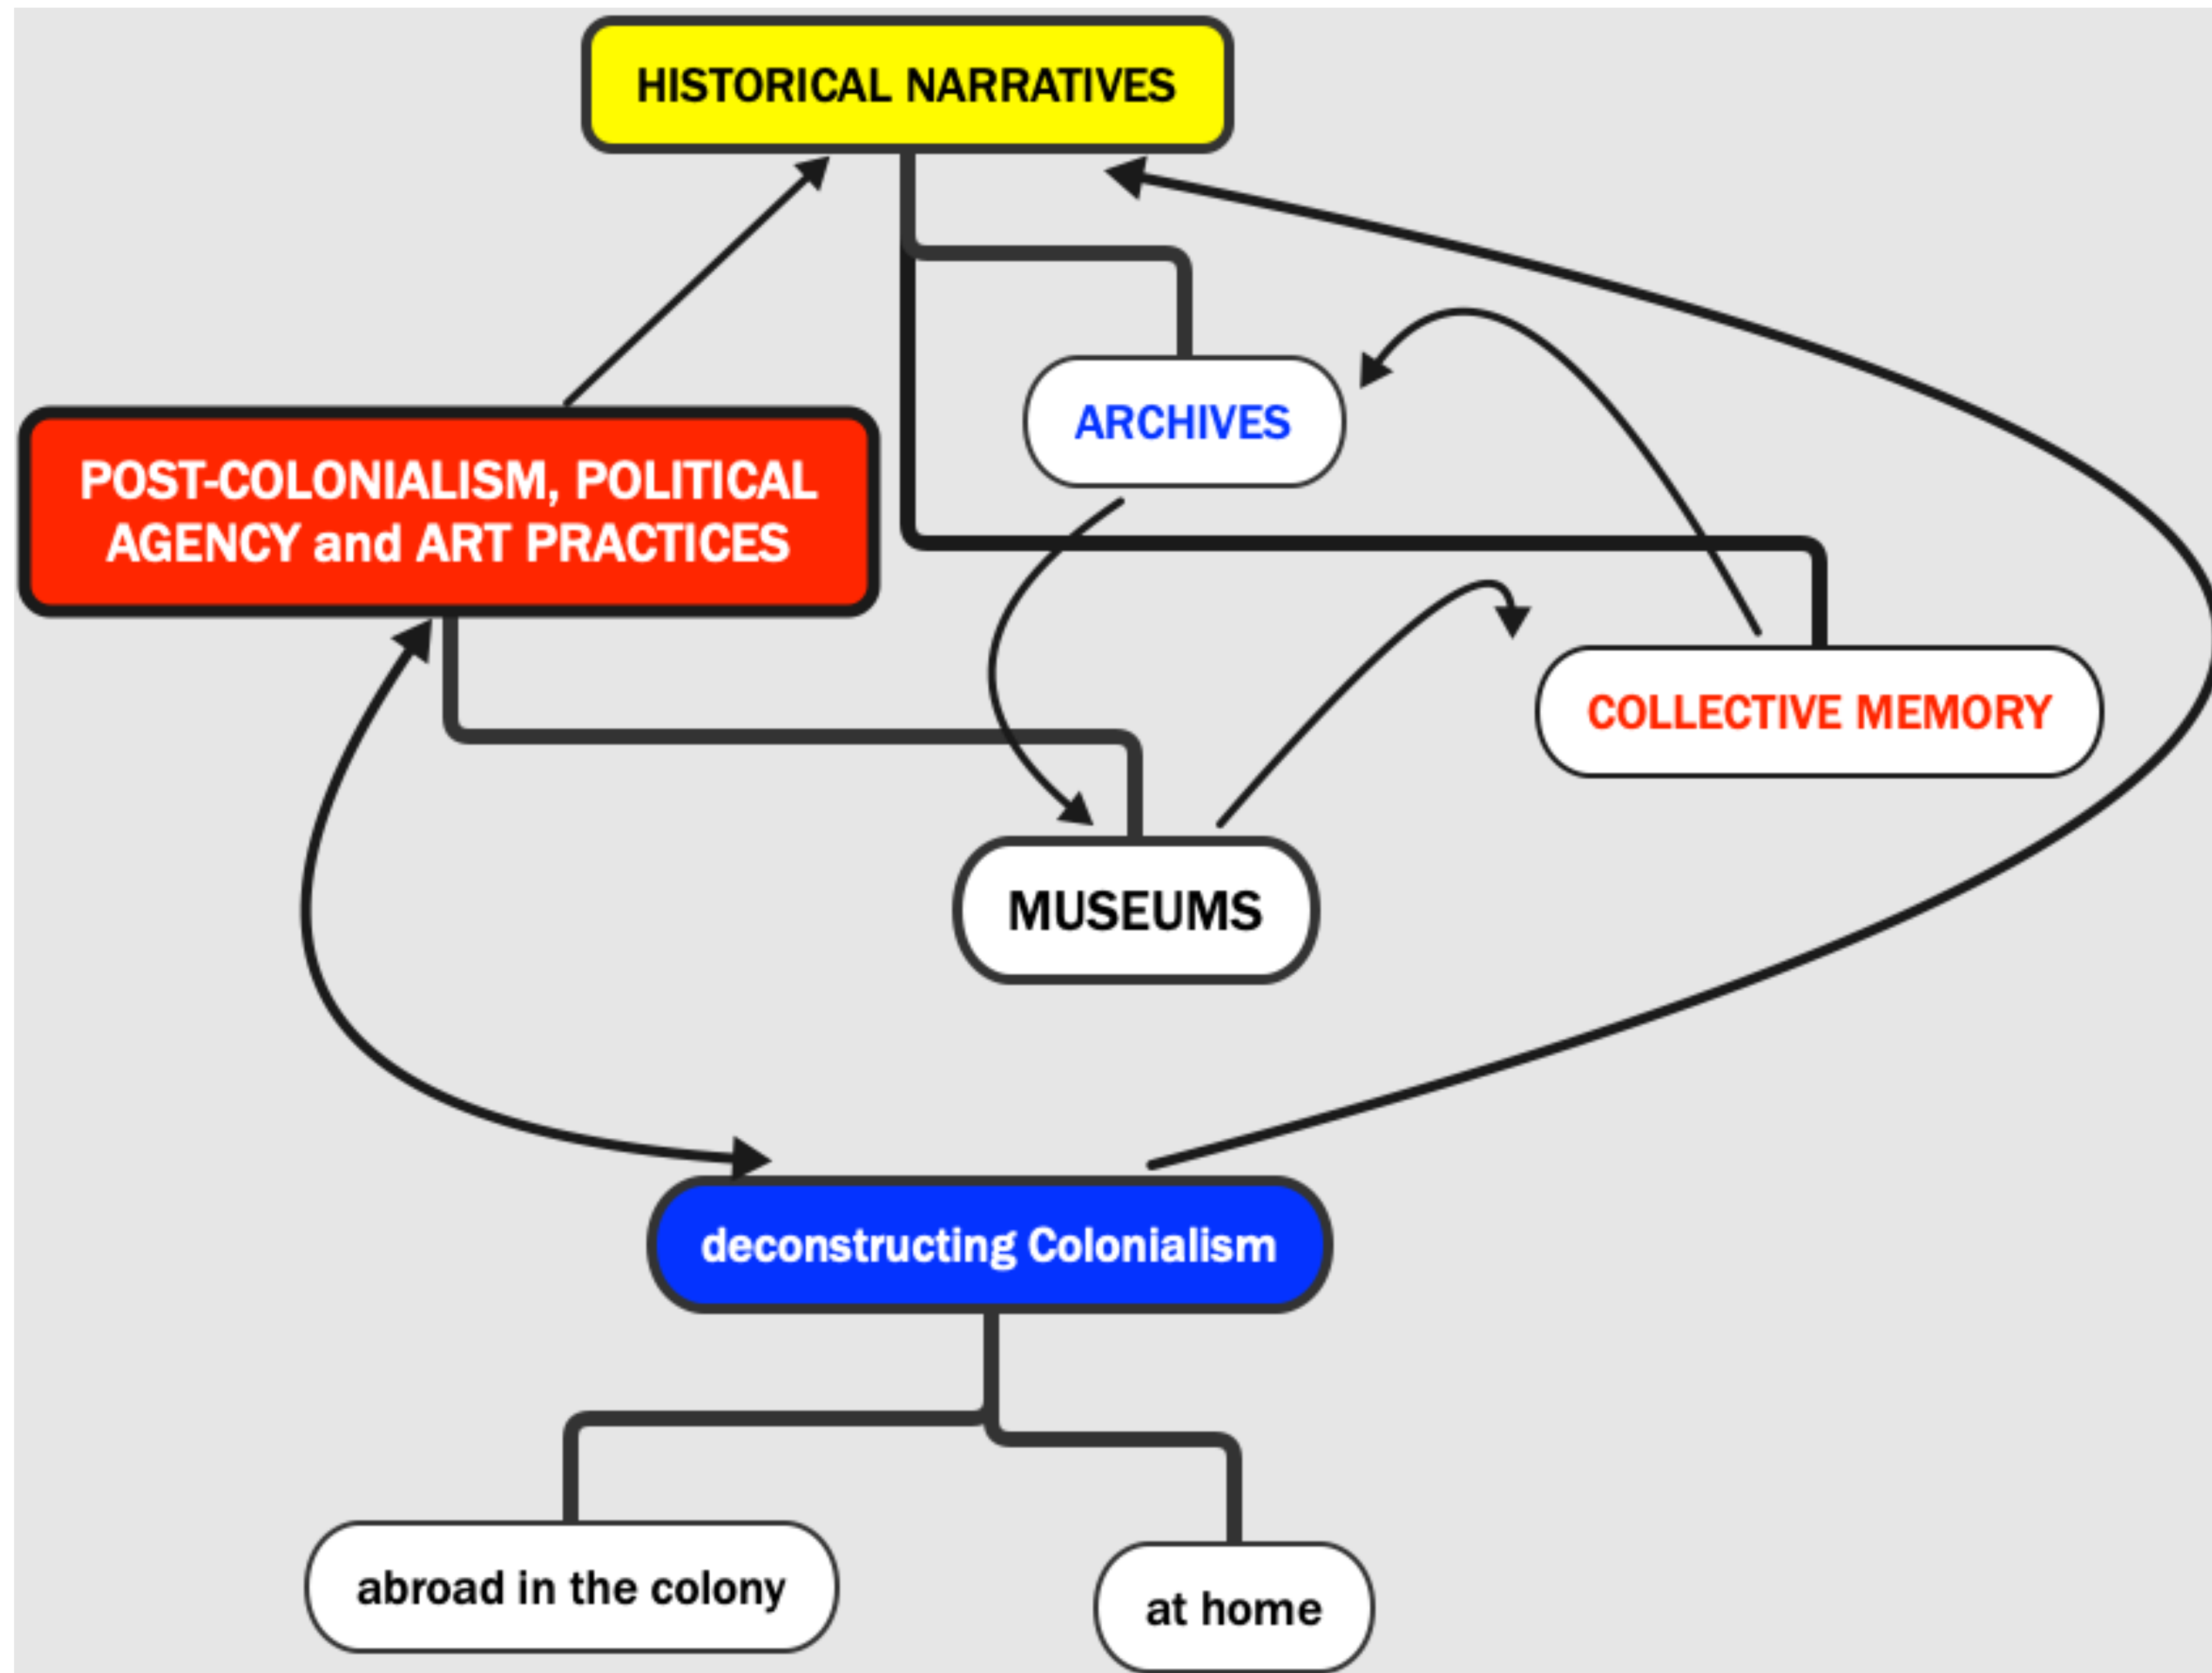 HISTORICAL NARRATIVES
ARCHIVES
POST-COLONIALISM, POLITICAL
AGENCY and ART PRACTICES
COLLECTIVE MEMORY
MUSEUMS
deconstructing Colonialism
abroad in the colony
at home